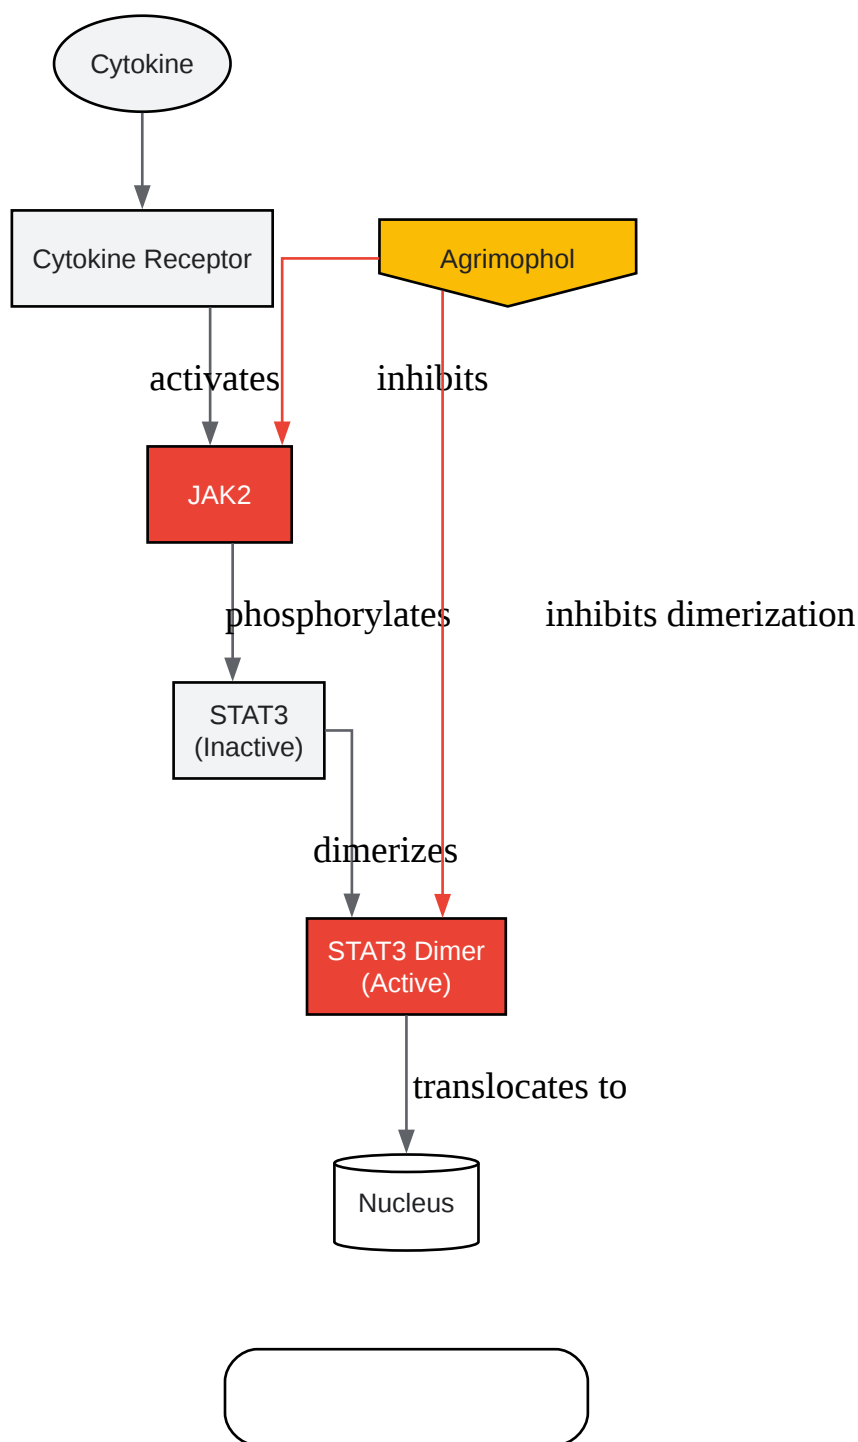 Cytokine
Cytokine Receptor
Agrimophol
activates
inhibits
JAK2
phosphorylates
inhibits dimerization
STAT3
(Inactive)
dimerizes
STAT3 Dimer
(Active)
translocates to
Nucleus